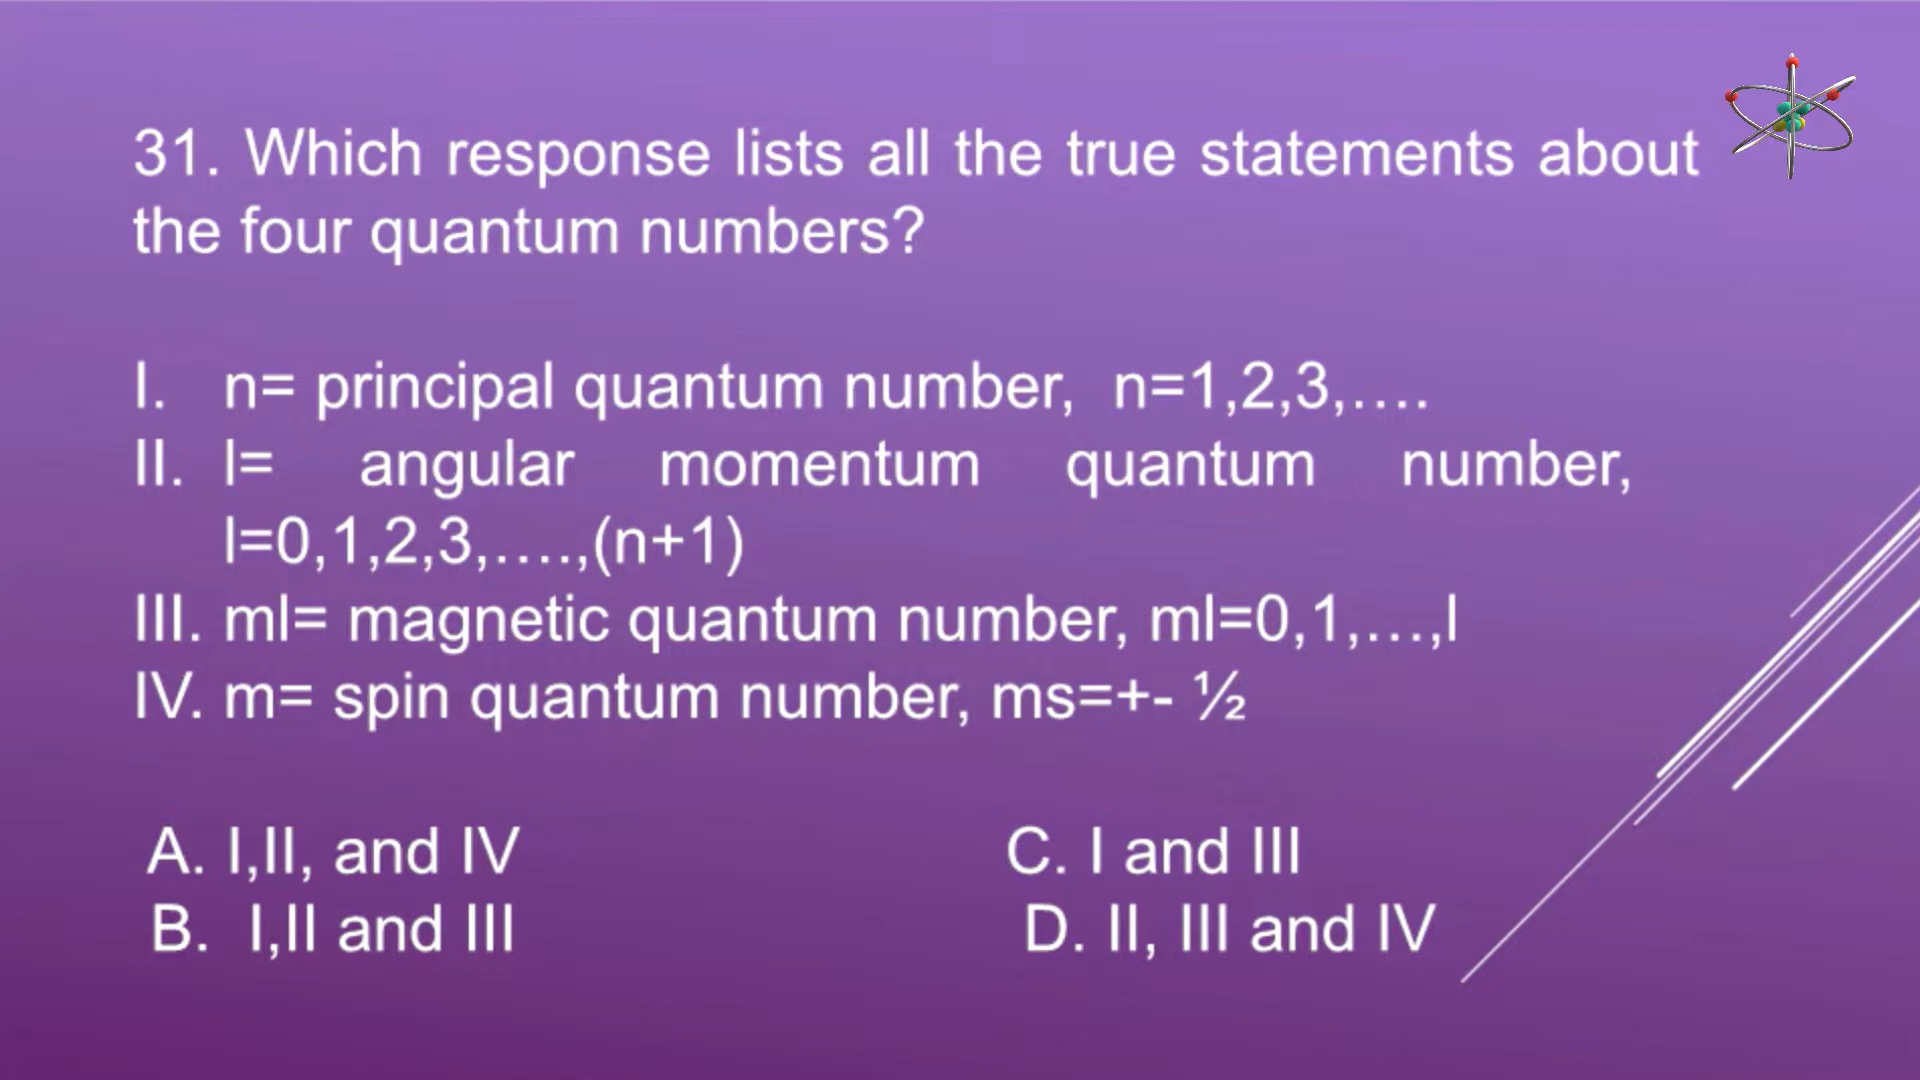 31. Which response lists all the true statements about
the four quantum numbers?
I. n= principal quantum number, n=1,2,3,....
II. l= angular momentum quantum number,
l=0,1,2,3,....,(n+1)
III. ml= magnetic quantum number, ml=0,1,...,l
IV. m= spin quantum number, ms=+- ½
A. I,II, and IV
C. I and III
B. I,II and III
D. II, III and IV